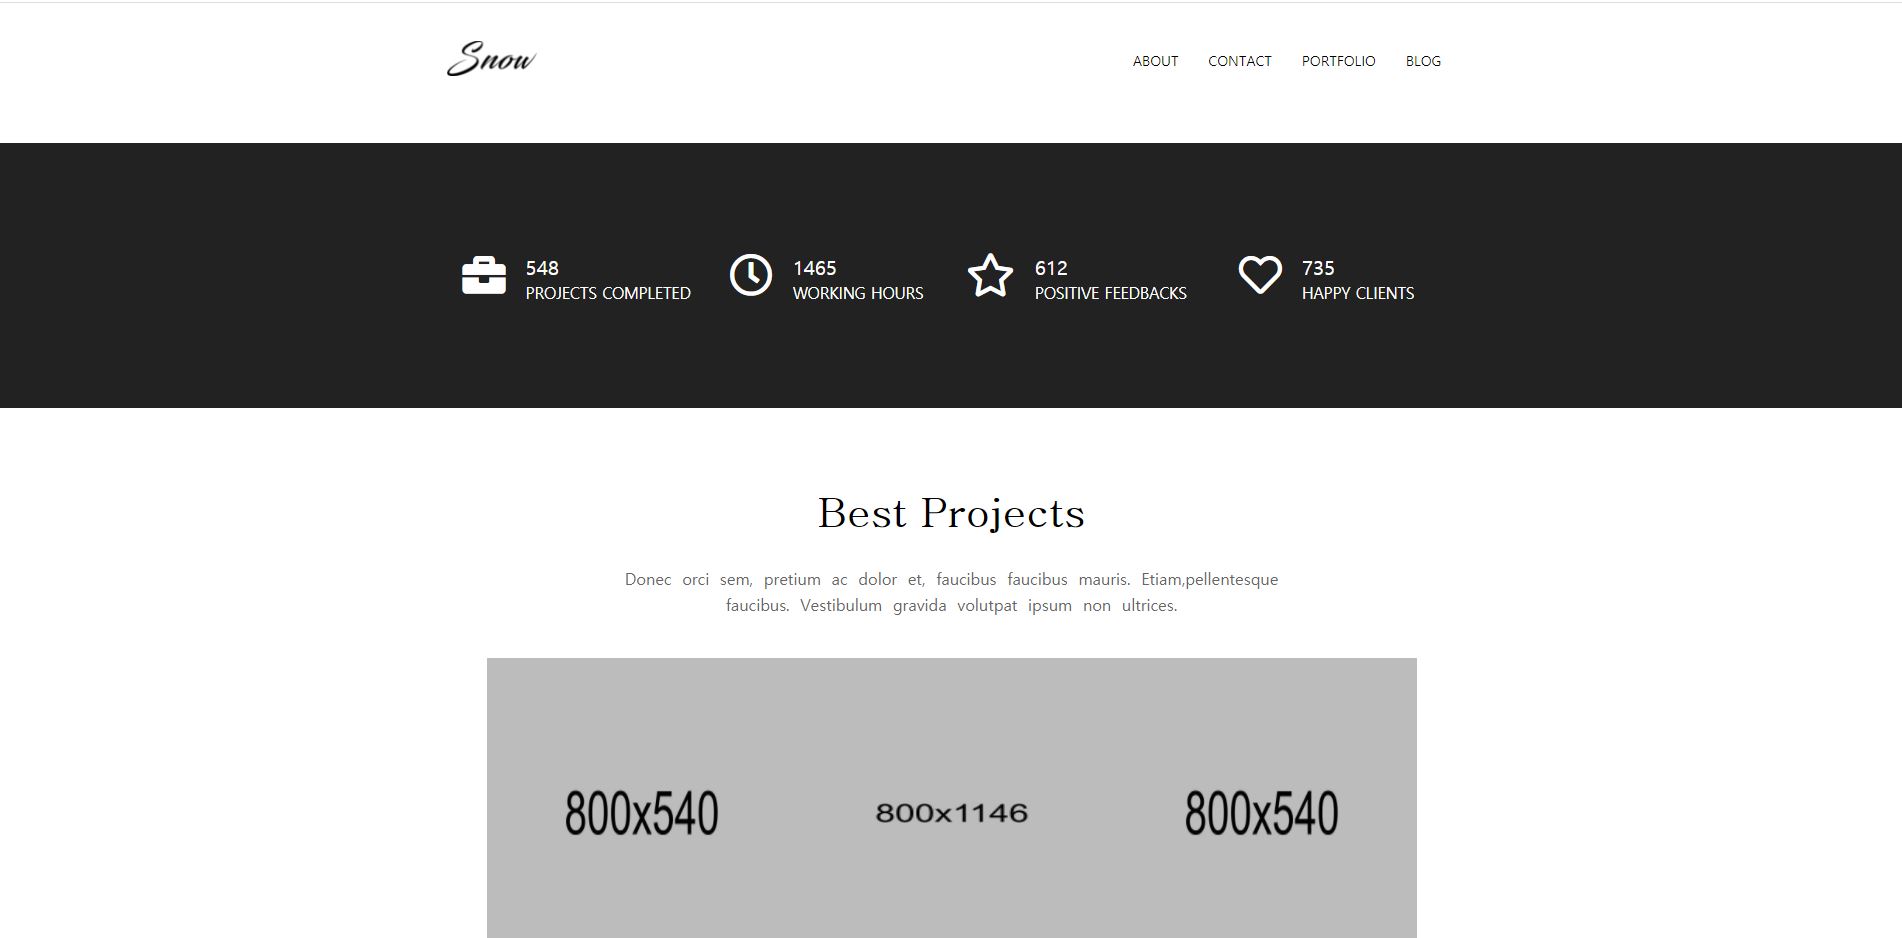 Snow
ABOUT CONTACT PORTFOLIO BLOG
548
PROJECTS COMPLETED
1465
WORKING HOURS
612
POSITIVE FEEDBACKS
735
HAPPY CLIENTS
Best Projects
Donec orci sem, pretium ac dolor et, faucibus faucibus mauris. Etiam,pellentesque
faucibus. Vestibulum gravida volutpat ipsum non ultrices.
800x540
800x1146
800x540